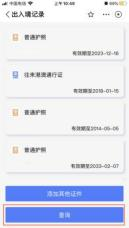 中国电信
上午10:48
出入境记录
普通护照
有效期至2023-12-16
往来港澳通行证
有效期至2018-01-15
普通护照
有效期至2014-05-05
普通护照
有效期至2033-02-07
添加其他证件
查询